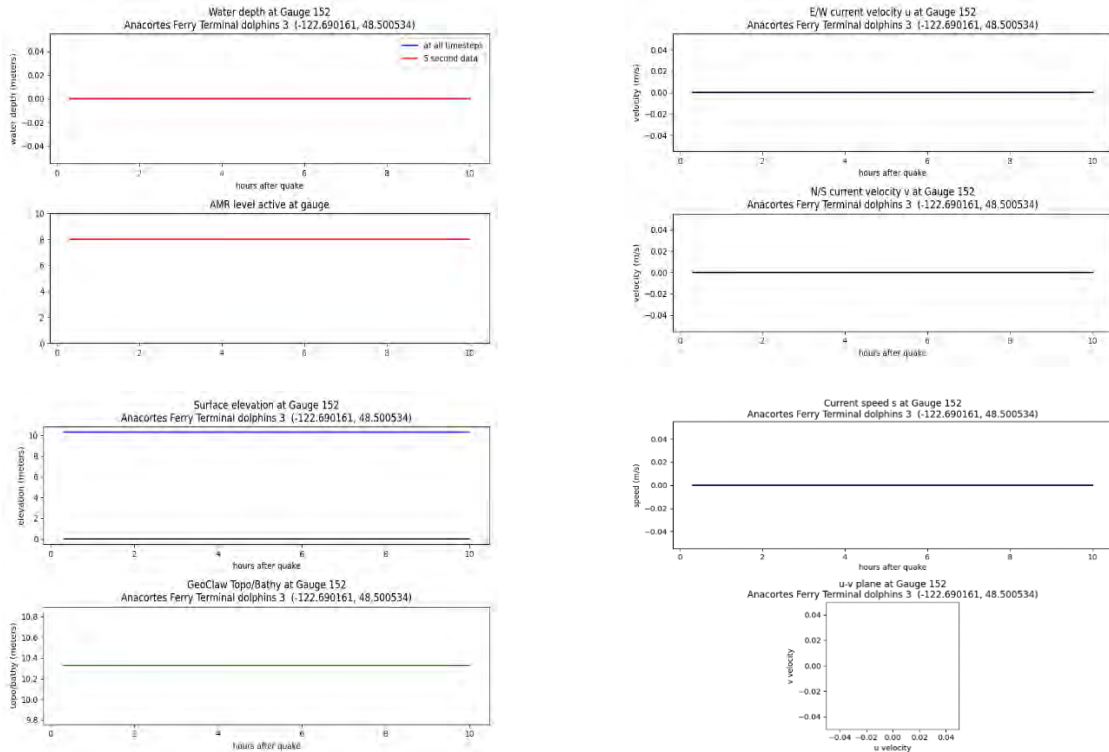 Water depth at Gauge 152
Anacortes Ferry Terminal dolphins 3 (-122.690161, 48.500534)
at all timesteps
5 second data
0.04
0.02
0.00
−0.02
−0.04
water depth (meters)
0 2 4 6 8 10
hours after quake
AMR level active at gauge
10
8
6
4
2
0
0 2 4 6 8 10
hours after quake
E/W current velocity u at Gauge 152
Anacortes Ferry Terminal dolphins 3 (-122.690161, 48.500534)
0.04
0.02
0.00
−0.02
−0.04
velocity (m/s)
0 2 4 6 8 10
hours after quake
N/S current velocity v at Gauge 152
Anacortes Ferry Terminal dolphins 3 (-122.690161, 48.500534)
0.04
0.02
0.00
−0.02
−0.04
velocity (m/s)
0 2 4 6 8 10
hours after quake
Surface elevation at Gauge 152
Anacortes Ferry Terminal dolphins 3 (-122.690161, 48.500534)
10
8
6
4
2
0
elevation (meters)
0 2 4 6 8 10
hours after quake
GeoClaw Topo/Bathy at Gauge 152
Anacortes Ferry Terminal dolphins 3 (-122.690161, 48.500534)
10.8
10.6
10.4
10.2
10.0
9.8
topo/bathy (meters)
0 2 4 6 8 10
hours after quake
Current speed s at Gauge 152
Anacortes Ferry Terminal dolphins 3 (-122.690161, 48.500534)
0.04
0.02
0.00
−0.02
−0.04
speed (m/s)
0 2 4 6 8 10
hours after quake
u-v plane at Gauge 152
Anacortes Ferry Terminal dolphins 3 (-122.690161, 48.500534)
0.04
0.02
0.00
−0.02
−0.04
v velocity
−0.04 −0.02 0.00 0.02 0.04
u velocity